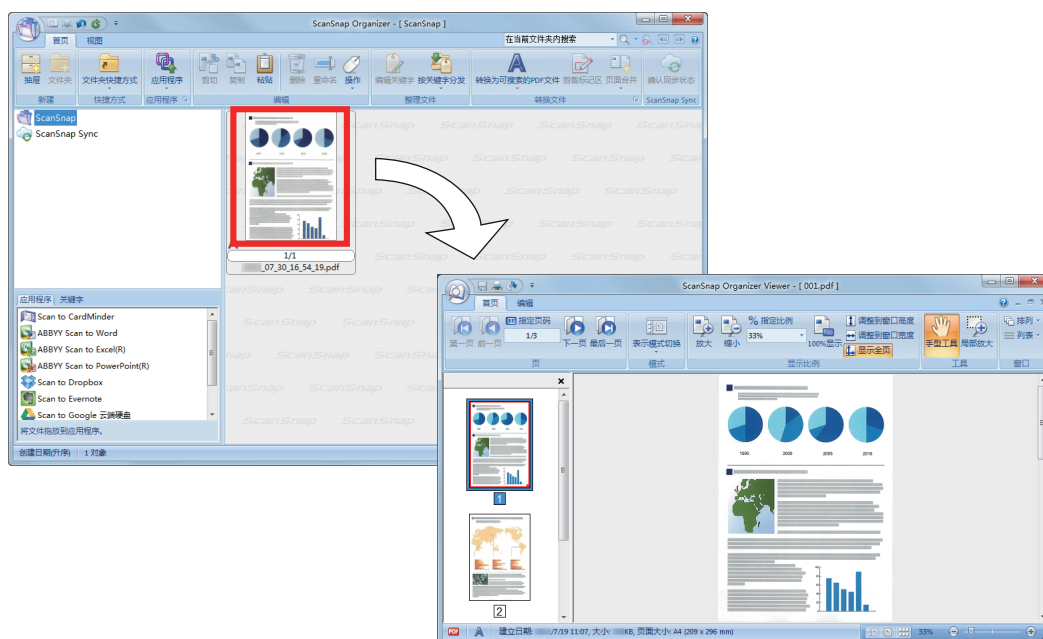 ScanSnap Organizer - [ ScanSnap ]
首页 视图
在当前文件夹内搜索
抽屉 文件夹 文件夹快捷方式 应用程序 剪切 复制 粘贴 删除 重命名 操作 编辑关键字 按关键字分发 转换为可搜索的PDF文件 剪裁标记区 页面合并 确认同步状态
新建 快捷方式 应用程序 编辑 整理文件 转换文件 ScanSnap Sync
ScanSnap
ScanSnap Sync
1/1
_07_30_16_54_19.pdf
应用程序 关键字
Scan to CardMinder
ABBYY Scan to Word
ABBYY Scan to Excel(R)
ABBYY Scan to PowerPoint(R)
Scan to Dropbox
Scan to Evernote
Scan to Google 云端硬盘
将文件拖放到应用程序。
创建日期(升序) 1 对象
ScanSnap Organizer Viewer - [ 001.pdf ]
首页 编辑
第一页 前一页 指定页码 1/3 下一页 最后一页 表示模式切换 放大 缩小 % 指定比例 33% 100%显示 调整到窗口高度 调整到窗口宽度 显示全页 手型工具 局部放大 排列 列表
页 模式 显示比例 工具 窗口
1
2
1995 2000 2005 2010
建立日期: /7/19 11:07, 大小: KB, 页面大小: A4 (209 x 296 mm) 33%